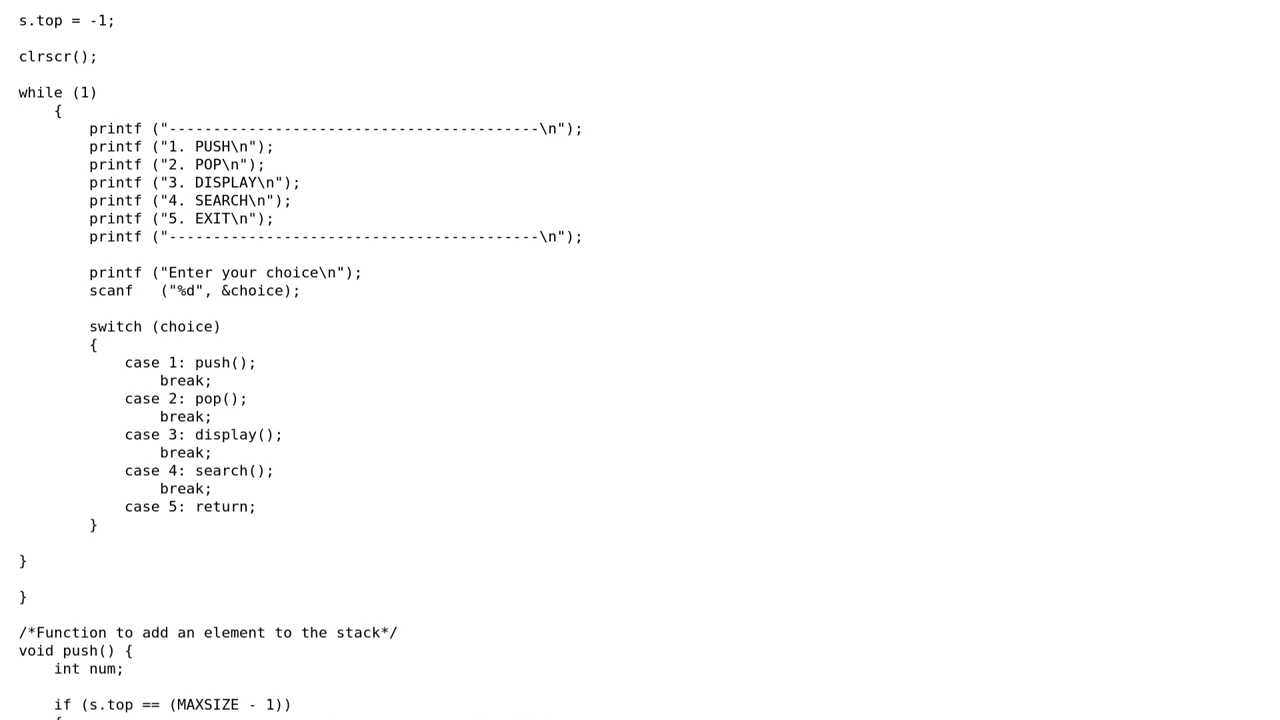 s.top = -1;
clrscr();
while (1)
{
printf ("------------------------------------------\n");
printf ("1. PUSH\n");
printf ("2. POP\n");
printf ("3. DISPLAY\n");
printf ("4. SEARCH\n");
printf ("5. EXIT\n");
printf ("------------------------------------------\n");
printf ("Enter your choice\n");
scanf   ("%d", &choice);
switch (choice)
{
case 1: push();
break;
case 2: pop();
break;
case 3: display();
break;
case 4: search();
break;
case 5: return;
}
}
}
/*Function to add an element to the stack*/
void push() {
int num;
if (s.top == (MAXSIZE - 1))
{